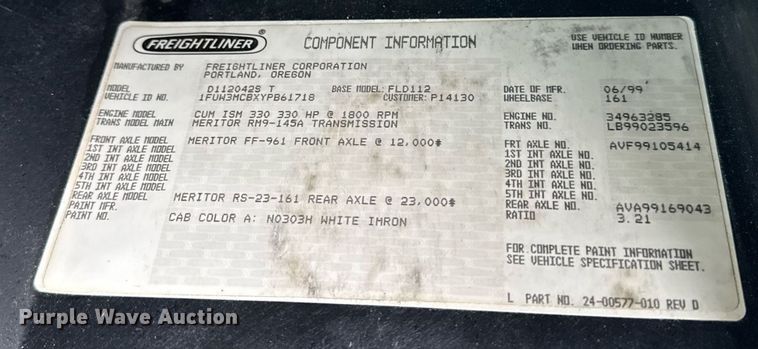 FREIGHTLINER
COMPONENT INFORMATION
USE VEHICLE ID NUMBER
WHEN ORDERING PARTS.
MANUFACTURED BY FREIGHTLINER CORPORATION
PORTLAND, OREGON
MODEL D112042S T BASE MODEL: FLD112 DATE OF MFR. 06/99
VEHICLE ID NO. 1FUW3MCBXYPB61718 CUSTOMER: P14130 WHEELBASE 161
ENGINE MODEL CUM ISM 330 330 HP @ 1800 RPM ENGINE NO. 34963285
TRANS MODEL MAIN MERITOR RM9-145A TRANSMISSION TRANS NO. LB99023596
FRONT AXLE MODEL MERITOR FF-961 FRONT AXLE @ 12,000# FRT AXLE NO. AVF99105414
1ST INT AXLE MODEL 1ST INT AXLE NO.
2ND INT AXLE MODEL 2ND INT AXLE NO.
3RD INT AXLE MODEL 3RD INT AXLE NO.
4TH INT AXLE MODEL 4TH INT AXLE NO.
5TH INT AXLE MODEL 5TH INT AXLE NO.
REAR AXLE MODEL MERITOR RS-23-161 REAR AXLE @ 23,000# REAR AXLE NO. AVA99169043
PAINT MFR. RATIO 3.21
PAINT NO. CAB COLOR A: N0303H WHITE IMRON
FOR COMPLETE PAINT INFORMATION
SEE VEHICLE SPECIFICATION SHEET.
L PART NO. 24-00577-010 REV D
Purple Wave Auction